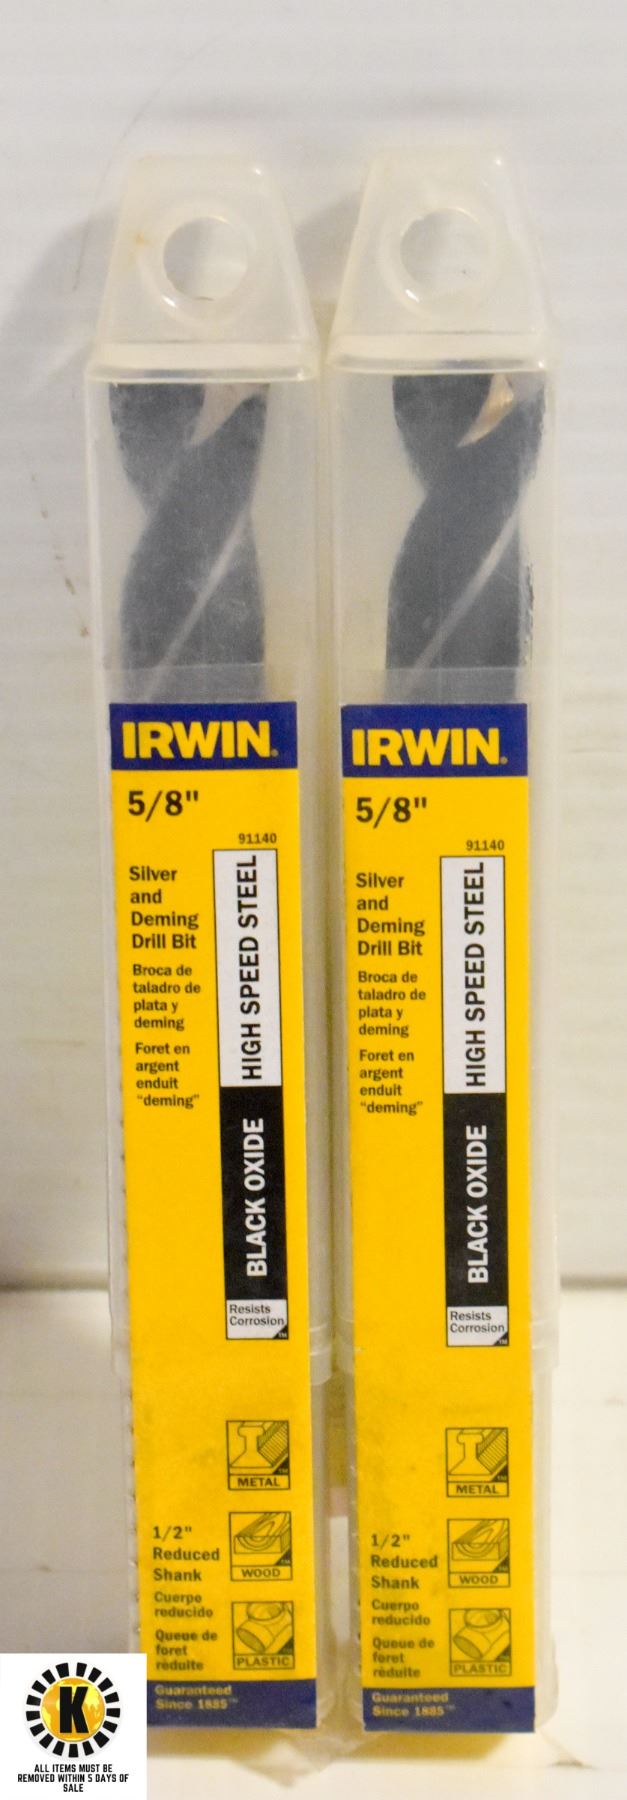 IRWIN®
5/8"
91140
Silver
and
Deming
Drill Bit
Broca de
taladro de
plata y
deming
Foret en
argent
enduit
"deming"
HIGH SPEED STEEL
BLACK OXIDE
Resists
Corrosion
™
METAL
1/2"
Reduced
Shank
WOOD
Cuerpo
reducido
Queue de
foret
réduite
PLASTIC
Guaranteed
Since 1885™
IRWIN®
5/8"
91140
Silver
and
Deming
Drill Bit
Broca de
taladro de
plata y
deming
Foret en
argent
enduit
"deming"
HIGH SPEED STEEL
BLACK OXIDE
Resists
Corrosion
™
METAL
1/2"
Reduced
Shank
WOOD
Cuerpo
reducido
Queue de
foret
réduite
PLASTIC
Guaranteed
Since 1885™
K
ALL ITEMS MUST BE
REMOVED WITHIN 5 DAYS OF
SALE